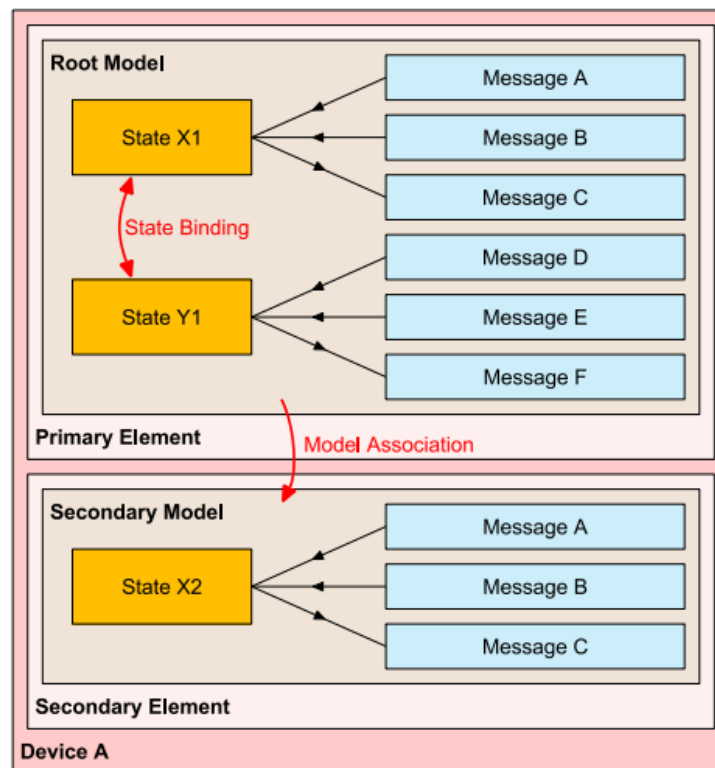 Root Model
Message A
State X1
Message B
Message C
State Binding
Message D
State Y1
Message E
Message F
Primary Element
Model Association
Secondary Model
Message A
State X2
Message B
Message C
Secondary Element
Device A